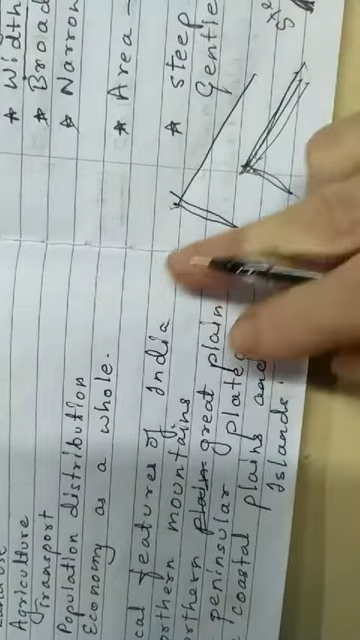 ★ Width
★ Broad
★ Narrow
★ Area -
★ steep
Gentle
Agriculture
Transport
Population distribution
Economy as a whole.
features of India
mountains
great plain
peninsular
coastal plains and
Islands.